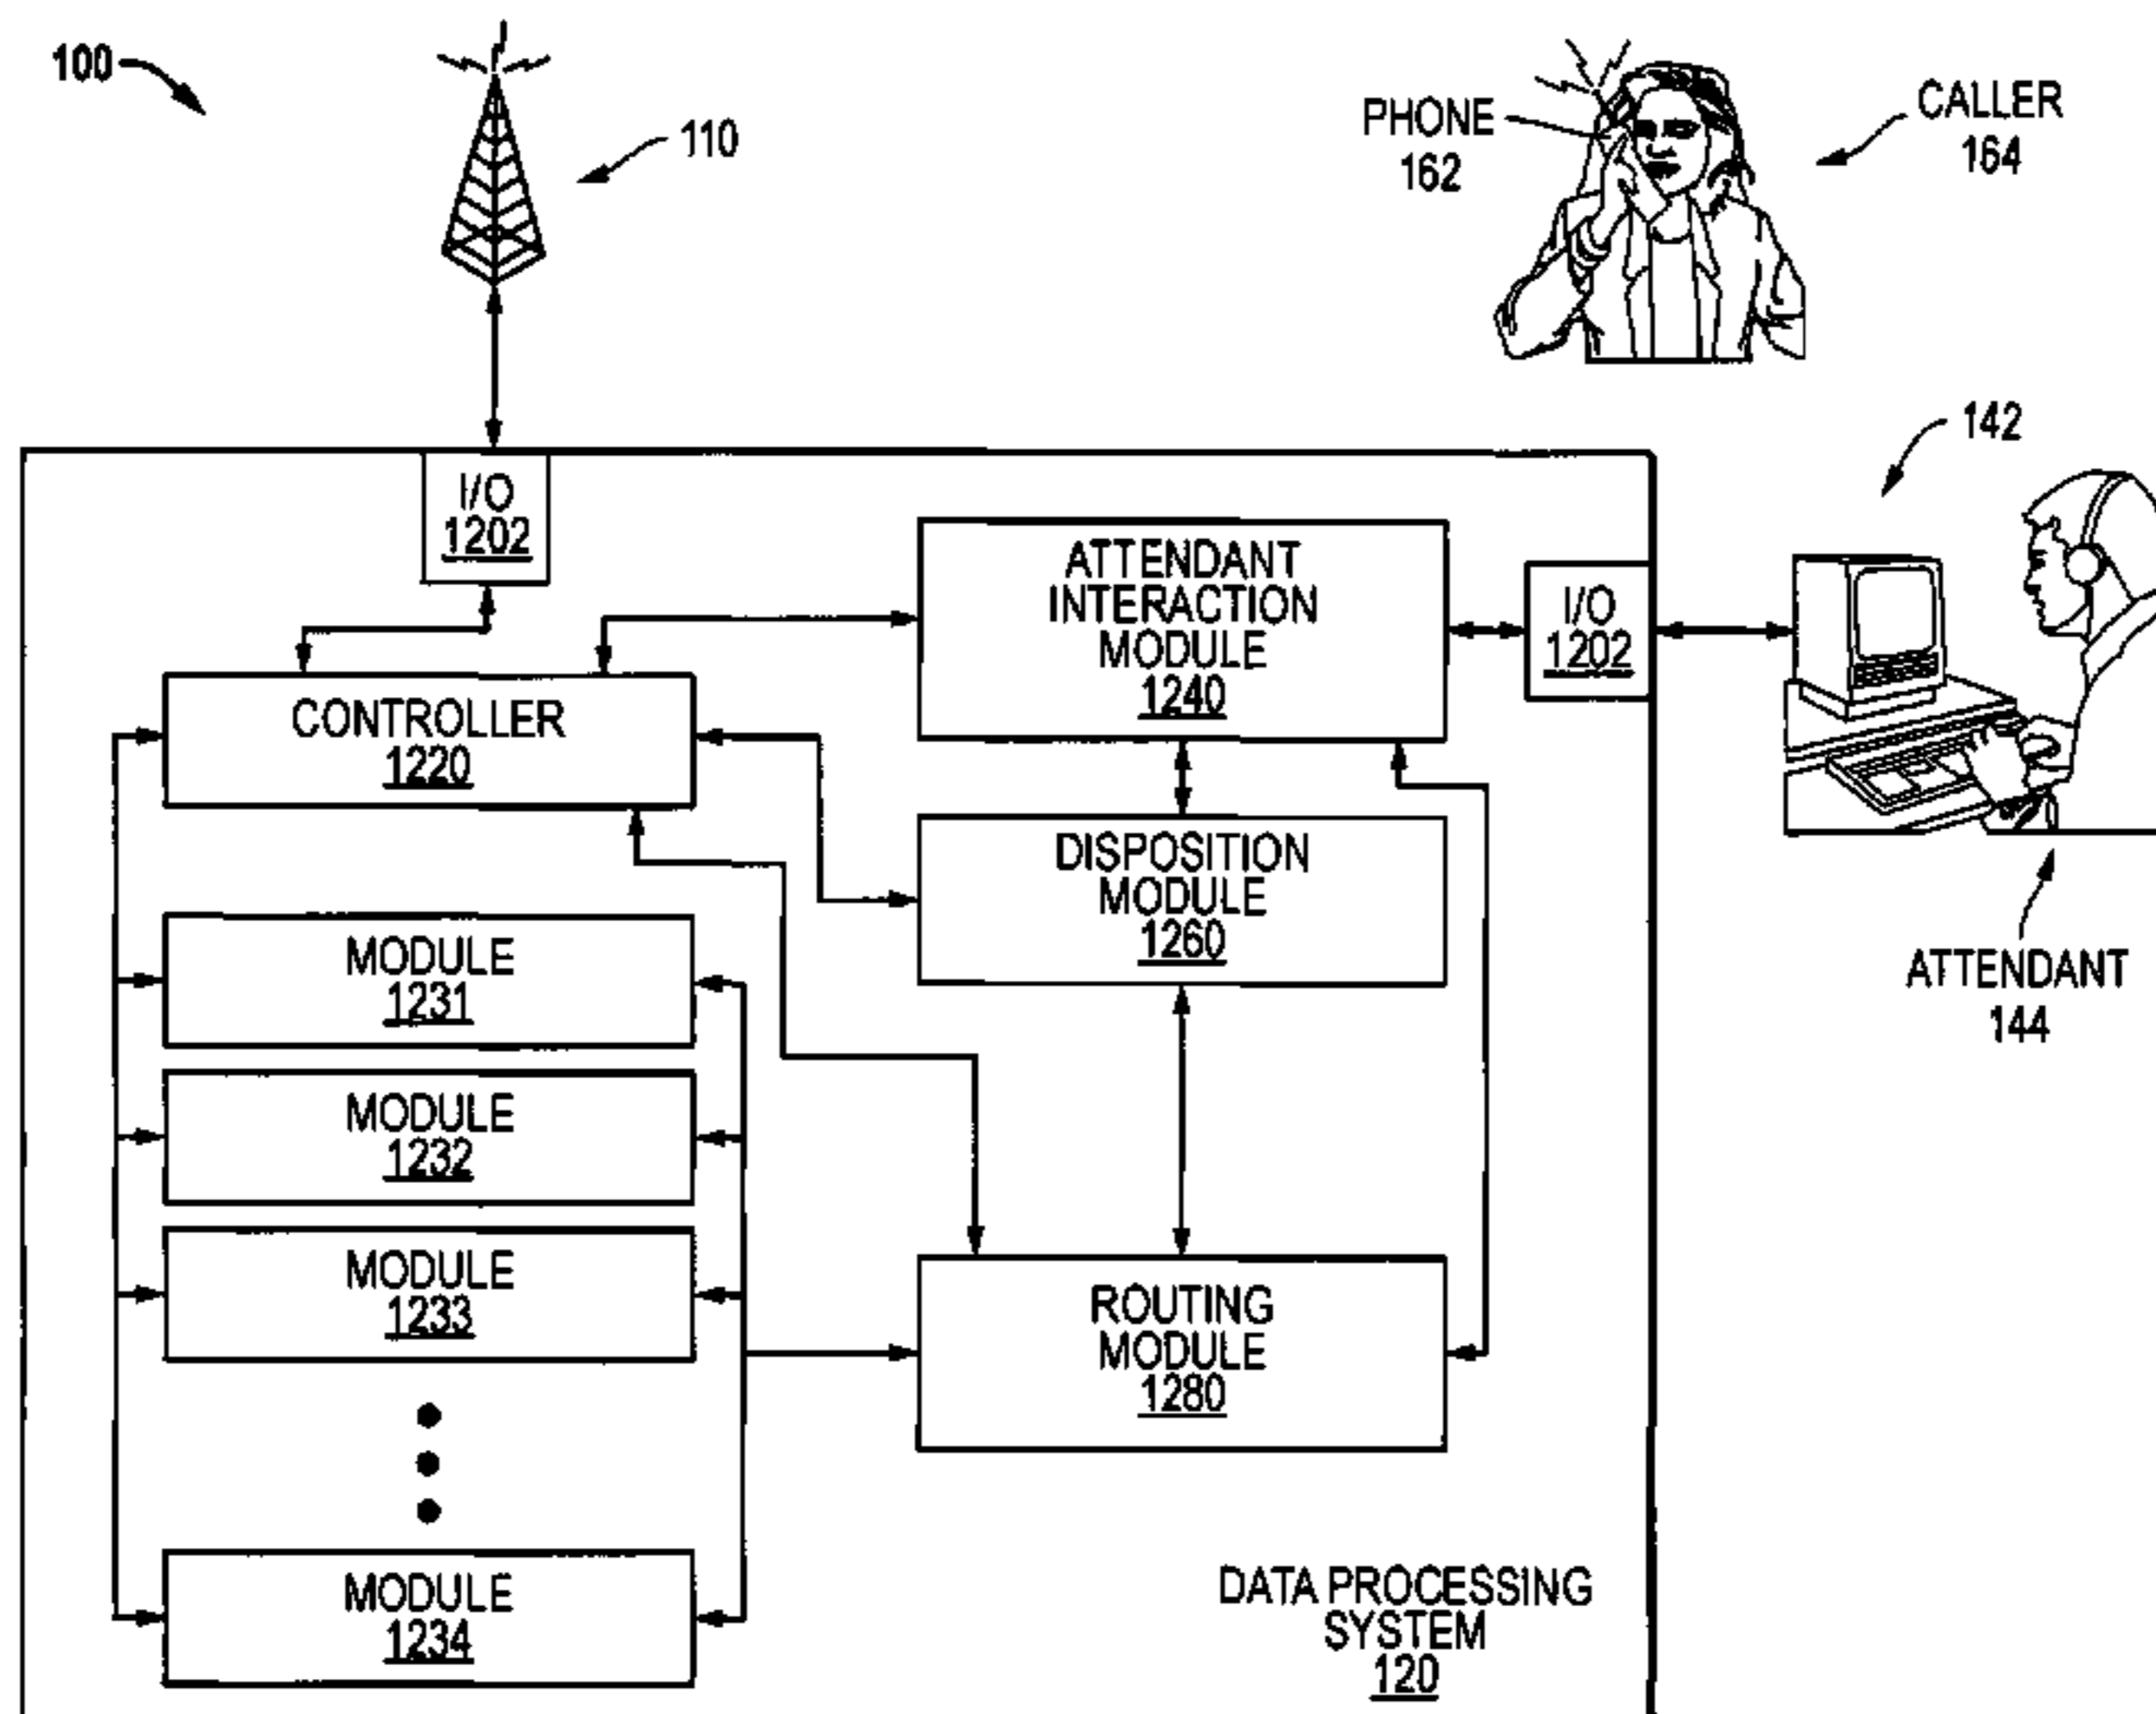 100
110
PHONE
162
CALLER
164
142
I/O
1202
ATTENDANT
INTERACTION
MODULE
1240
I/O
1202
CONTROLLER
1220
DISPOSITION
MODULE
1260
ATTENDANT
144
MODULE
1231
MODULE
1232
MODULE
1233
ROUTING
MODULE
1280
MODULE
1234
DATA PROCESSING
SYSTEM
120